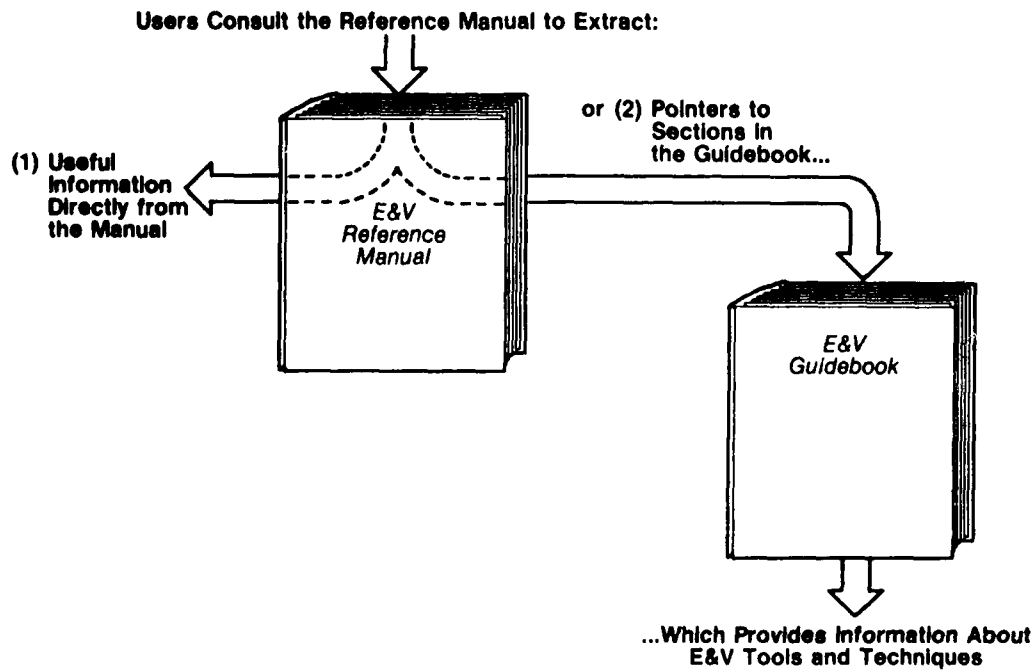 Users Consult the Reference Manual to Extract:
or (2) Pointers to
Sections in
the Guidebook...
(1) Useful
Information
Directly from
the Manual
E&V
Reference
Manual
E&V
Guidebook
...Which Provides Information About
E&V Tools and Techniques